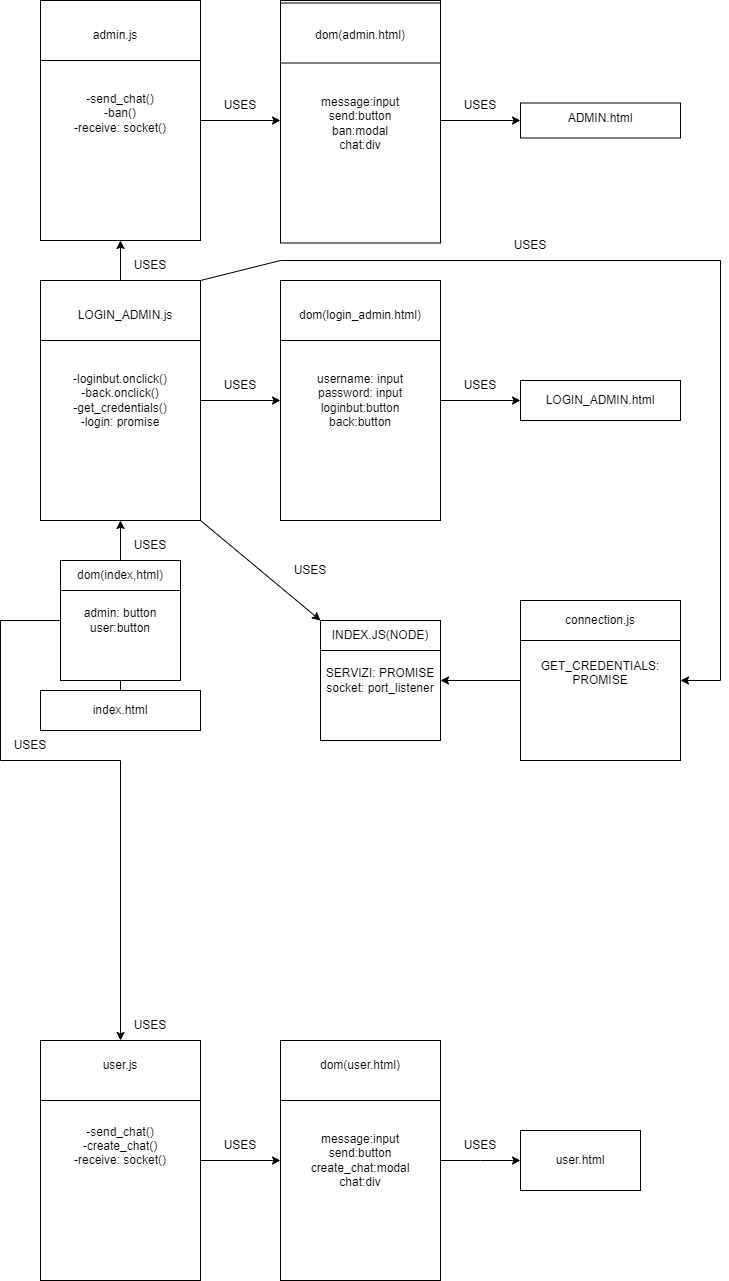 admin.js
dom(admin.html)
-send_chat()
-ban()
-receive: socket()
USES
message:input
send:button
ban:modal
chat:div
USES
ADMIN.html
USES
USES
LOGIN_ADMIN.js
dom(login_admin.html)
-loginbut.onclick()
-back.onclick()
-get_credentials()
-login: promise
USES
username: input
password: input
loginbut:button
back:button
USES
LOGIN_ADMIN.html
USES
dom(index,html)
admin: button
user:button
USES
INDEX.JS(NODE)
SERVIZI: PROMISE
socket: port_listener
connection.js
GET_CREDENTIALS:
PROMISE
index.html
USES
USES
user.js
dom(user.html)
-send_chat()
-create_chat()
-receive: socket()
USES
message:input
send:button
create_chat:modal
chat:div
USES
user.html